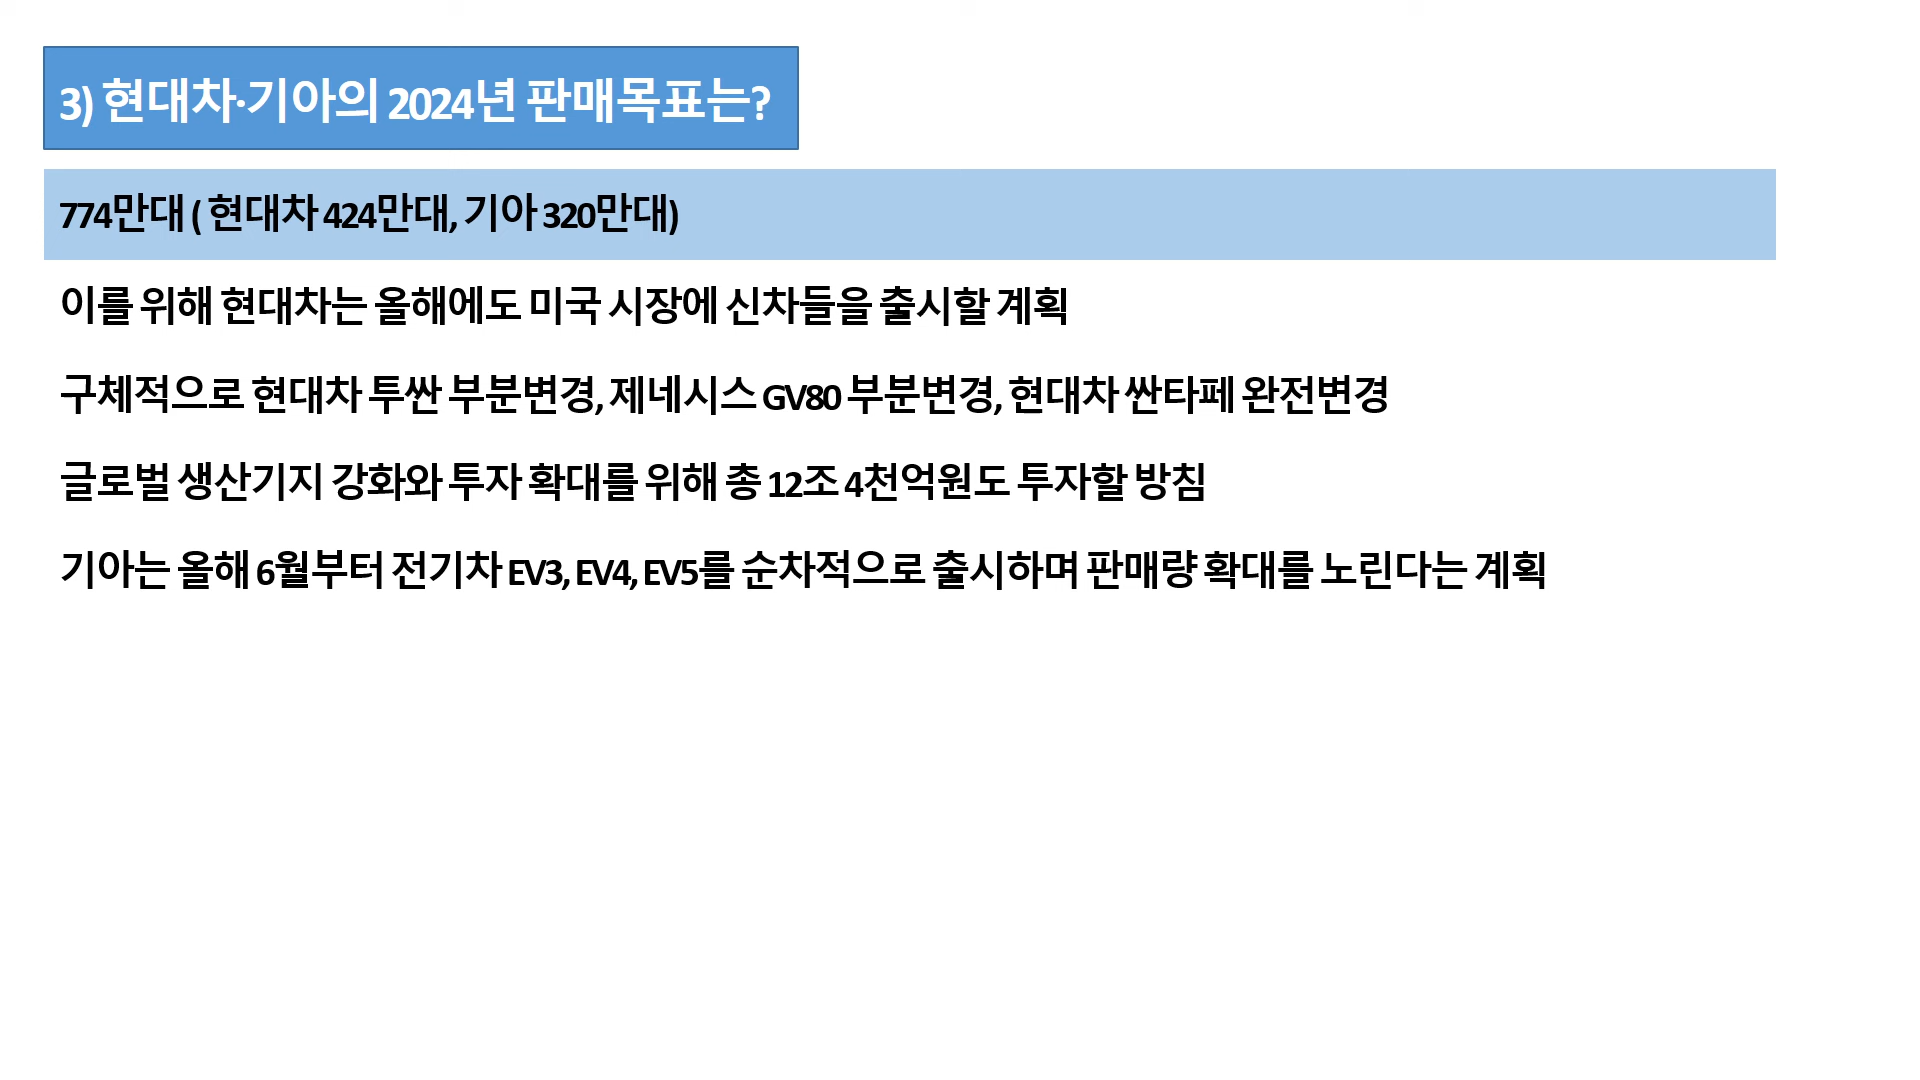 3) 현대차·기아의 2024년 판매목표는?
774만대 ( 현대차 424만대, 기아 320만대)
이를 위해 현대차는 올해에도 미국 시장에 신차들을 출시할 계획
구체적으로 현대차 투싼 부분변경, 제네시스 GV80 부분변경, 현대차 싼타페 완전변경
글로벌 생산기지 강화와 투자 확대를 위해 총 12조 4천억원도 투자할 방침
기아는 올해 6월부터 전기차 EV3, EV4, EV5를 순차적으로 출시하며 판매량 확대를 노린다는 계획